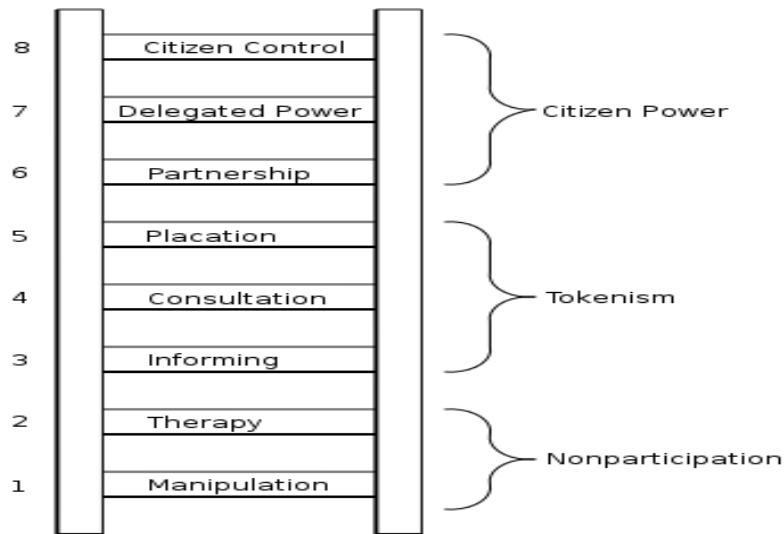 8 Citizen Control
7 Delegated Power
Citizen Power
6 Partnership
5 Placation
4 Consultation
Tokenism
3 Informing
2 Therapy
Nonparticipation
1 Manipulation